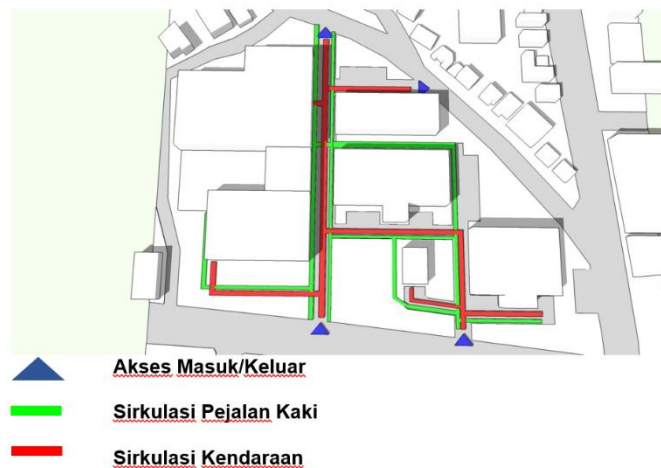 Akses Masuk/Keluar
Sirkulasi Pejalan Kaki
Sirkulasi Kendaraan